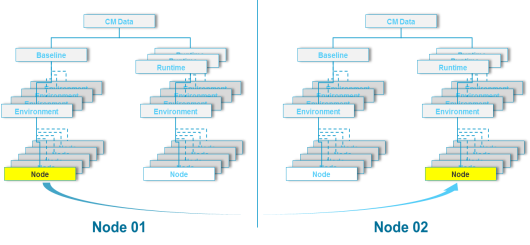 CM Data
CM Data
Baseline
Runtime
Baseline
Runtime
Environment
Environment
Environment
Environment
Node
Node
Node
Node
Node 01
Node 02